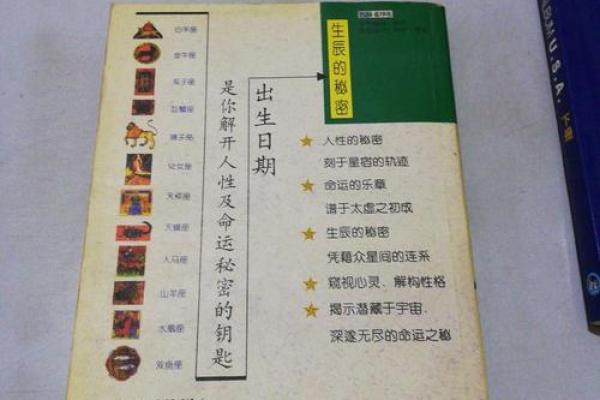 白羊座
金牛座
双子座
巨蟹座
狮子座
处女座
天秤座
天蝎座
人马座
山羊座
水瓶座
双鱼座
是你解开人性及命运秘密的钥匙
出生日期
生辰的秘密
人性的秘密
刻于星宿的轨迹
命运的乐章
谱于太虚之初成
生辰的秘密
凭藉众星间的连系
窥视心灵、解构性格
揭示潜藏于宇宙、
深邃无尽的命运之秘
U S.A. 下册